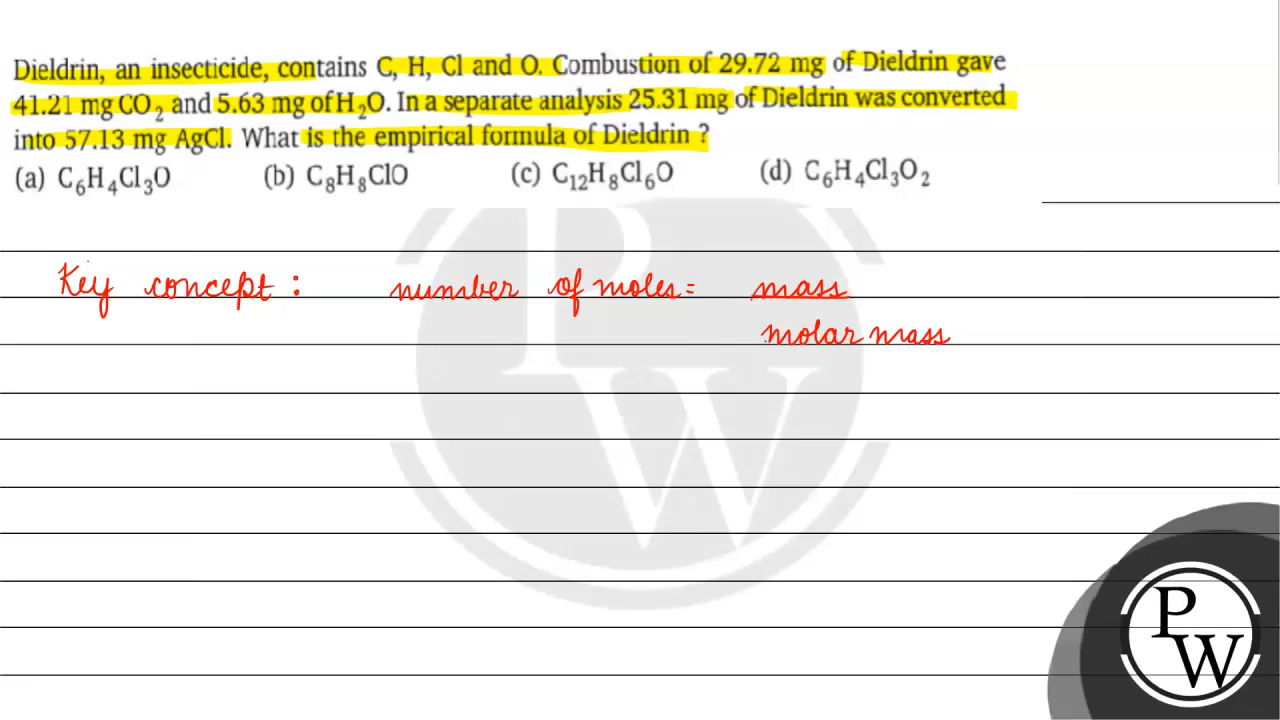 Dieldrin, an insecticide, contains C, H, Cl and O. Combustion of 29.72 mg of Dieldrin gave
41.21 mg CO₂ and 5.63 mg of H₂O. In a separate analysis 25.31 mg of Dieldrin was converted
into 57.13 mg AgCl. What is the empirical formula of Dieldrin ?
(a) C₆H₄Cl₃O (b) C₈H₈ClO (c) C₁₂H₈Cl₆O (d) C₆H₄Cl₃O₂
Key concept : number of moles = mass
molar mass
P
W
P
W